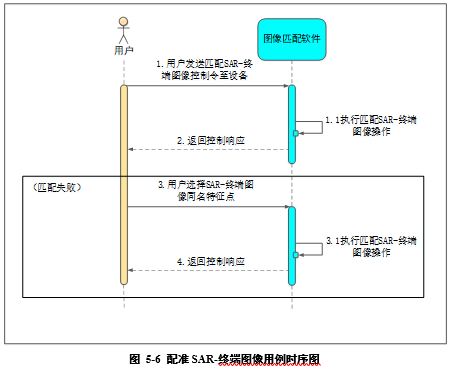 用户
图像匹配软件
1.用户发送匹配SAR-终
端图像控制令至设备
1.1执行匹配SAR-终端
图像操作
2.返回控制响应
（匹配失败）
3.用户选择SAR-终端图
像同名特征点
3.1执行匹配SAR-终端
图像操作
4.返回控制响应
图 5-6 配准 SAR-终端图像用例时序图